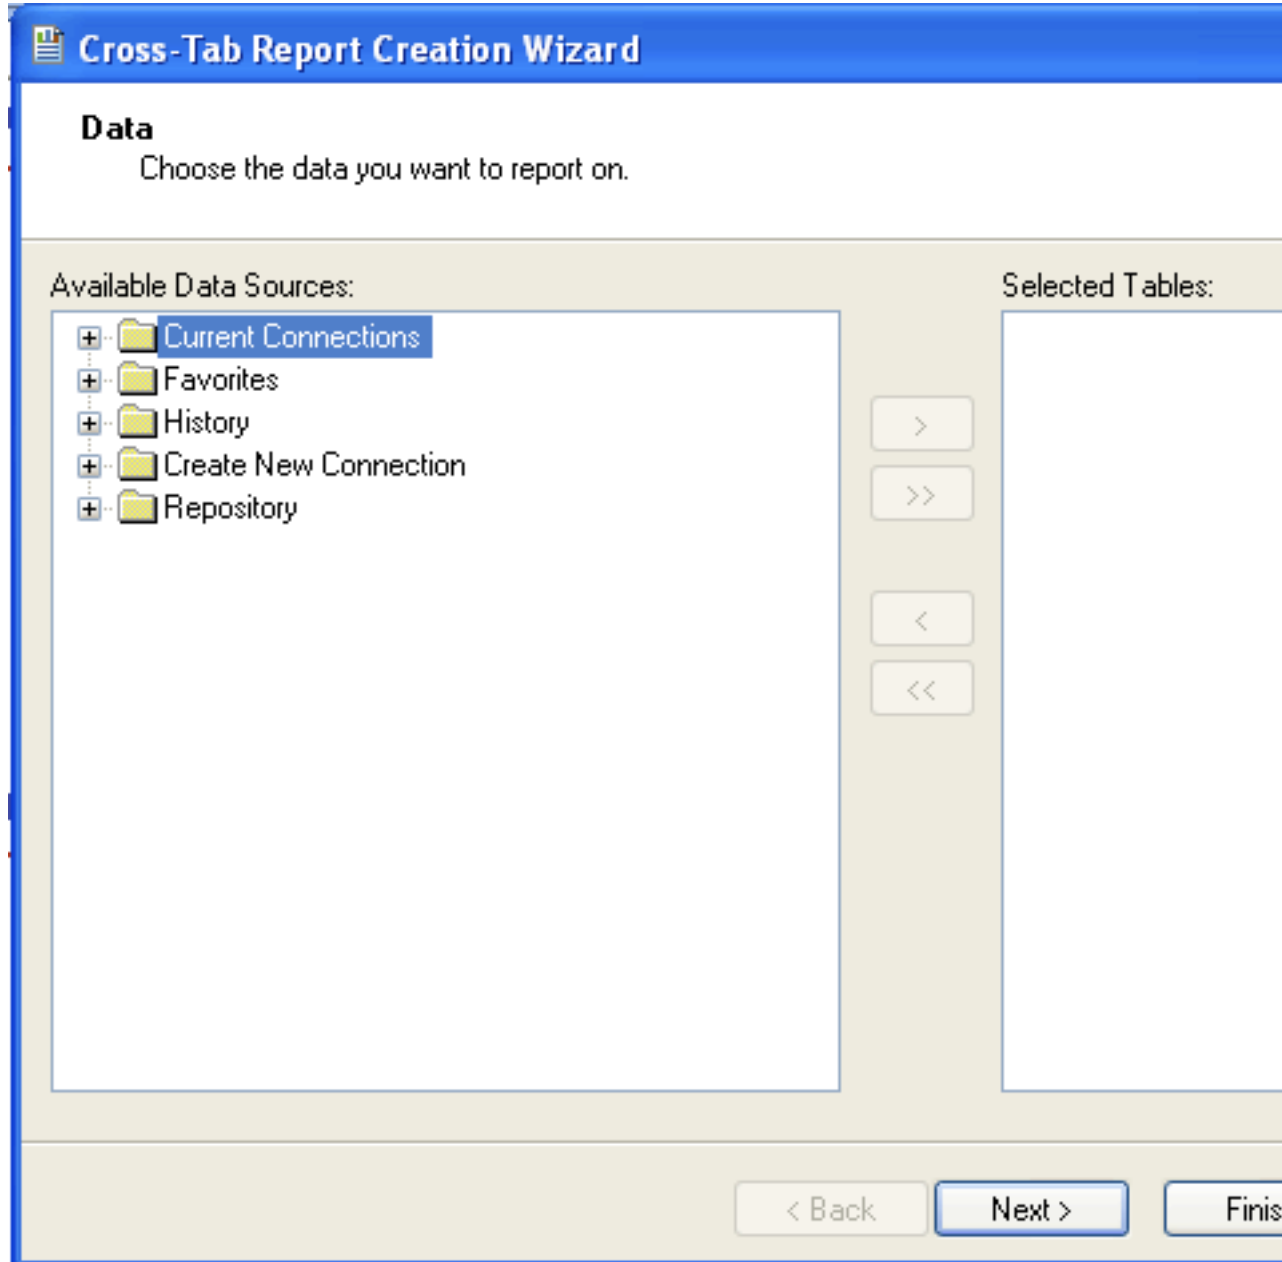 Cross-Tab Report Creation Wizard
Data
Choose the data you want to report on.
Available Data Sources:
Selected Tables:
Current Connections
Favorites
History
Create New Connection
Repository
>
>>
<
<<
< Back
Next >
Finis